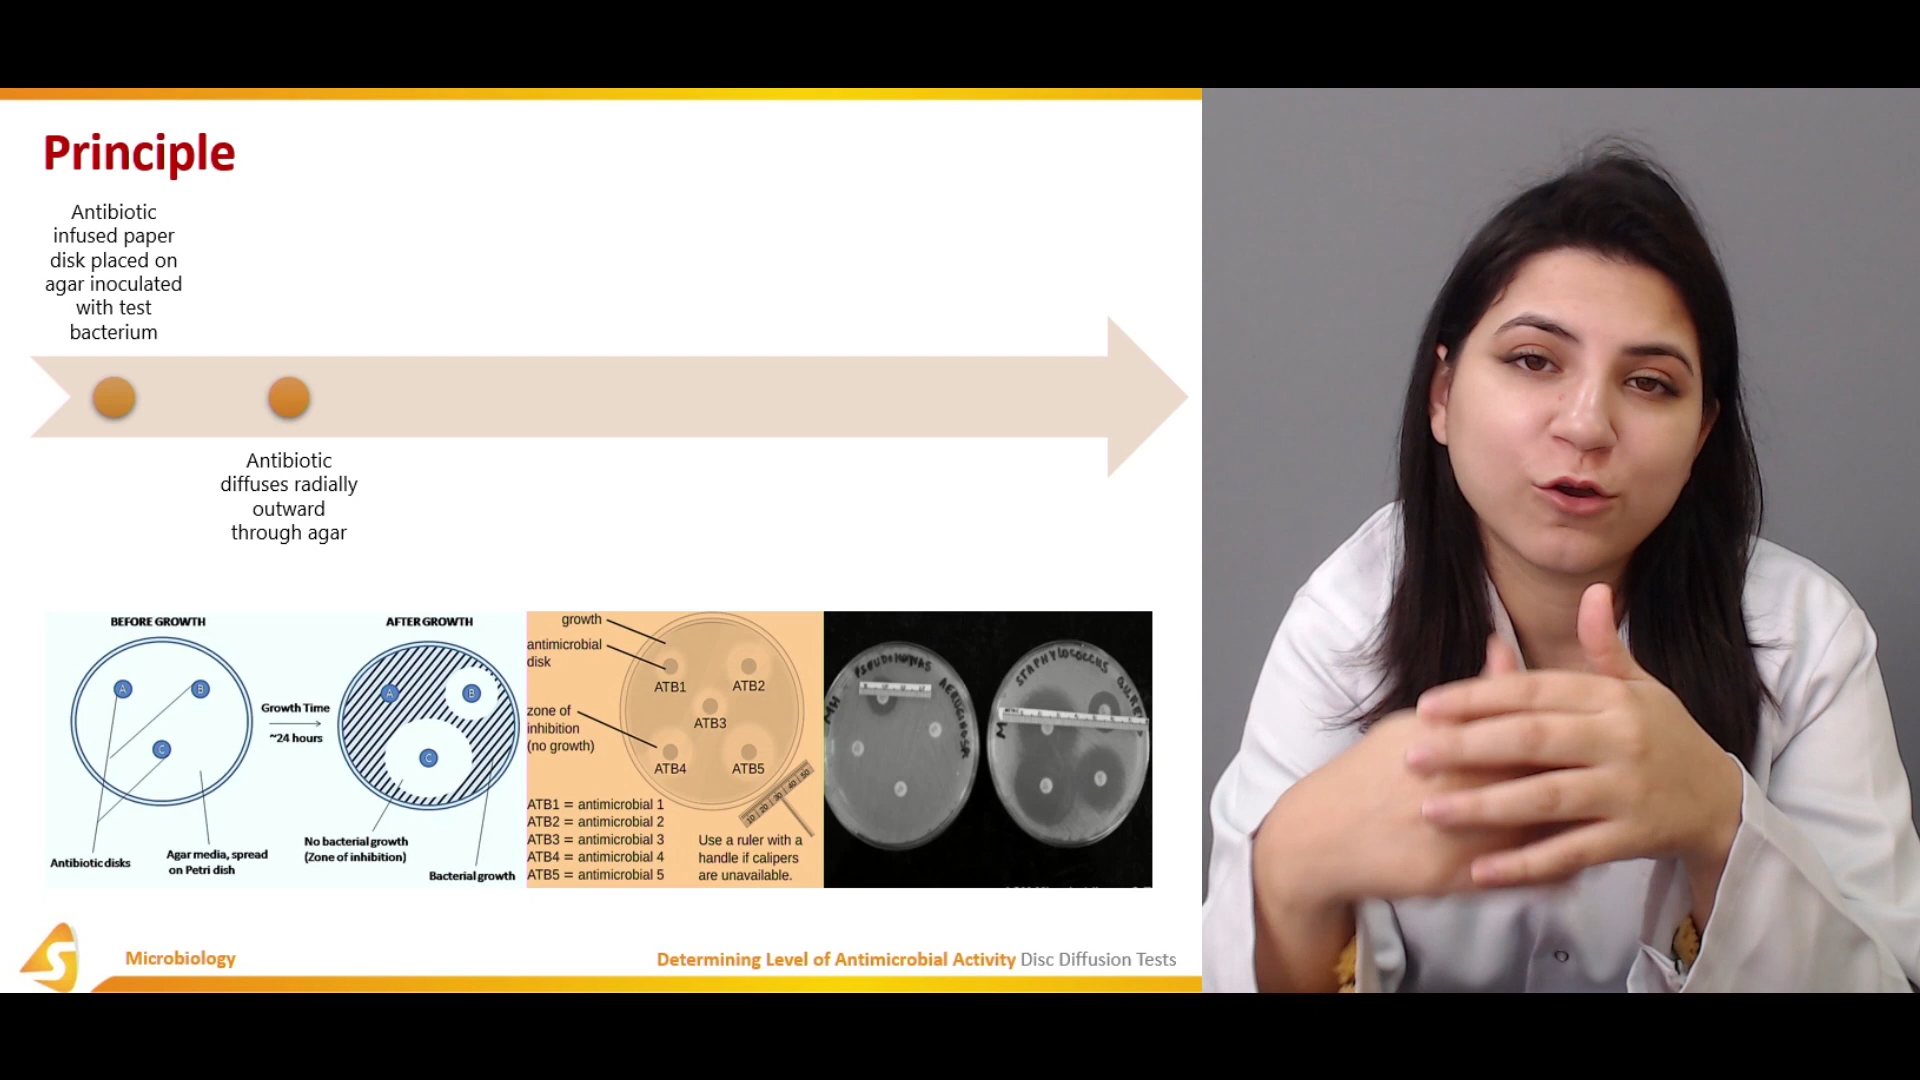 Principle
Antibiotic
infused paper
disk placed on
agar inoculated
with test
bacterium
Antibiotic
diffuses radially
outward
through agar
BEFORE GROWTH
AFTER GROWTH
A
B
C
Growth Time
~24 hours
A
B
C
Antibiotic disks
Agar media, spread
on Petri dish
No bacterial growth
(Zone of inhibition)
Bacterial growth
growth
antimicrobial
disk
zone of
inhibition
(no growth)
ATB1
ATB2
ATB3
ATB4
ATB5
10 20 30 40 50
ATB1 = antimicrobial 1
ATB2 = antimicrobial 2
ATB3 = antimicrobial 3
ATB4 = antimicrobial 4
ATB5 = antimicrobial 5
Use a ruler with a
handle if calipers
are unavailable.
MH
PSEUDOMONAS
AERUGINOSA
M
STAPHYLOCOCCUS
S
Microbiology
Determining Level of Antimicrobial Activity Disc Diffusion Tests